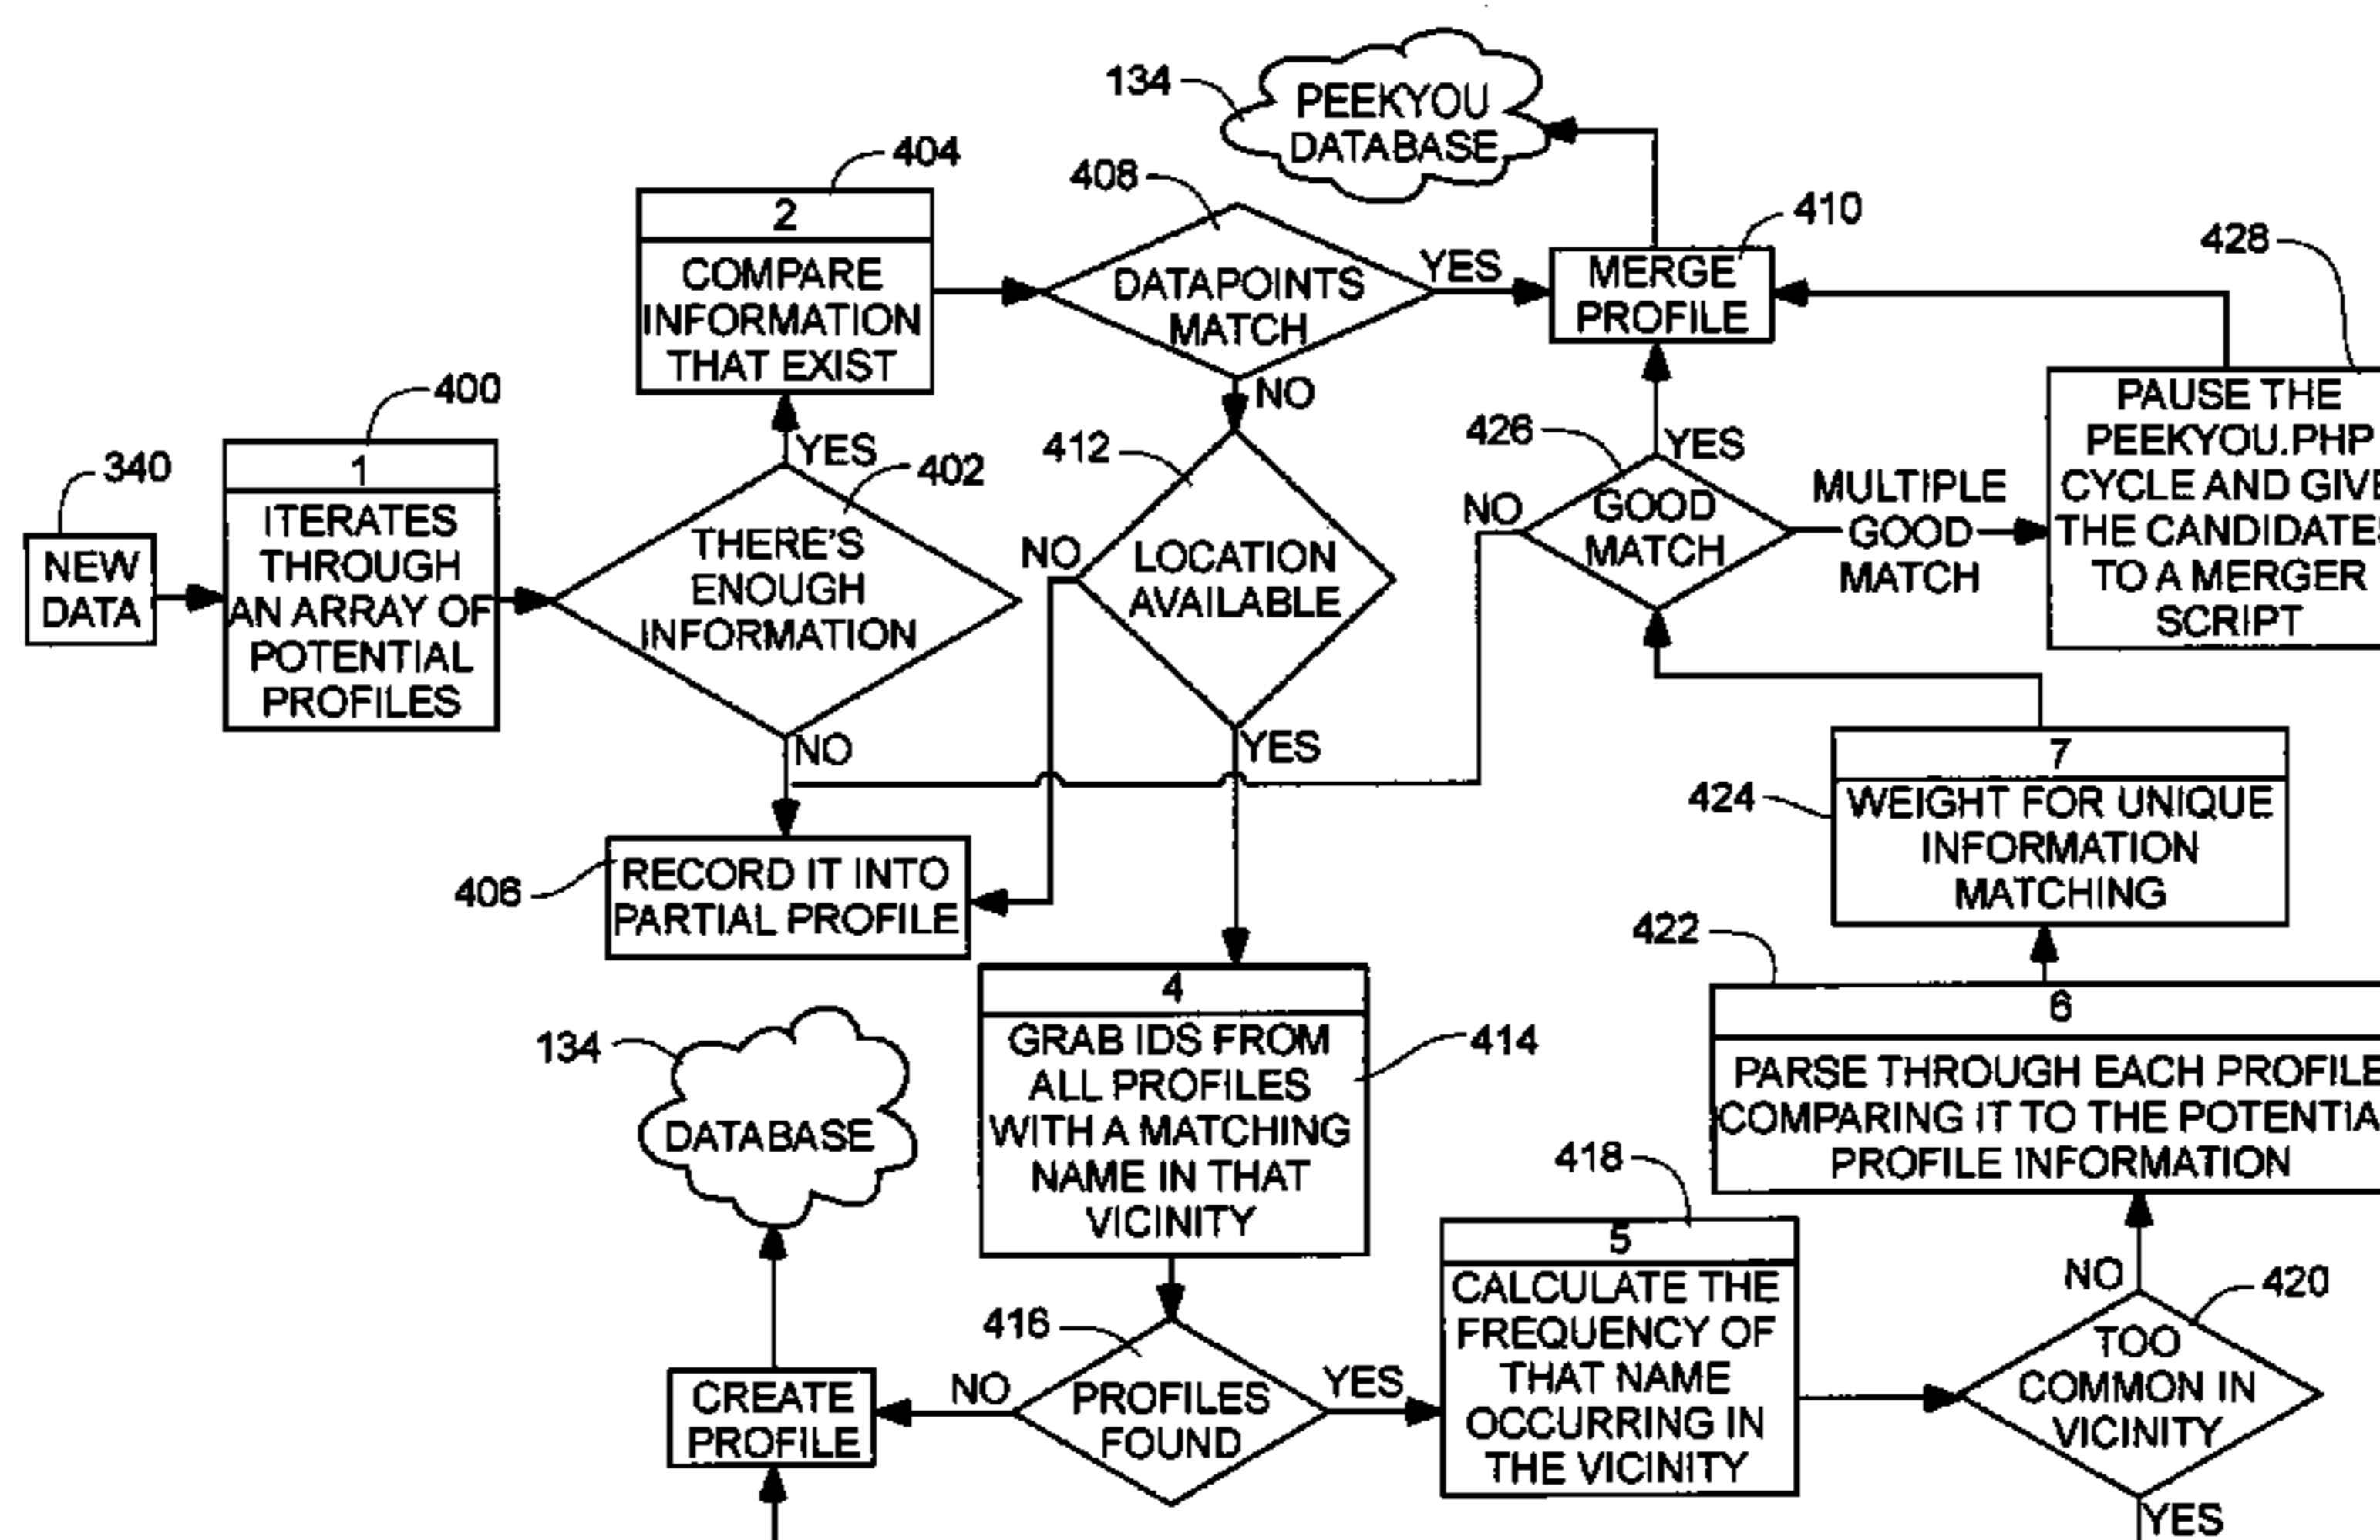 134
PEEKYOU
DATABASE
404
2
COMPARE
INFORMATION
THAT EXIST
408
DATAPOINTS
MATCH
YES
NO
410
MERGE
PROFILE
428
PAUSE THE
PEEKYOU.PHP
CYCLE AND GIVE
THE CANDIDATES
TO A MERGER
SCRIPT
400
1
ITERATES
THROUGH
AN ARRAY OF
POTENTIAL
PROFILES
340
NEW
DATA
YES
402
THERE'S
ENOUGH
INFORMATION
NO
412
LOCATION
AVAILABLE
NO
YES
426
GOOD
MATCH
YES
NO
MULTIPLE
GOOD
MATCH
406
RECORD IT INTO
PARTIAL PROFILE
7
424
WEIGHT FOR UNIQUE
INFORMATION
MATCHING
422
6
PARSE THROUGH EACH PROFILE
COMPARING IT TO THE POTENTIA
PROFILE INFORMATION
4
GRAB IDS FROM
ALL PROFILES
WITH A MATCHING
NAME IN THAT
VICINITY
414
134
DATABASE
418
5
CALCULATE THE
FREQUENCY OF
THAT NAME
OCCURRING IN
THE VICINITY
416
PROFILES
FOUND
NO
YES
CREATE
PROFILE
NO
420
TOO
COMMON IN
VICINITY
YES